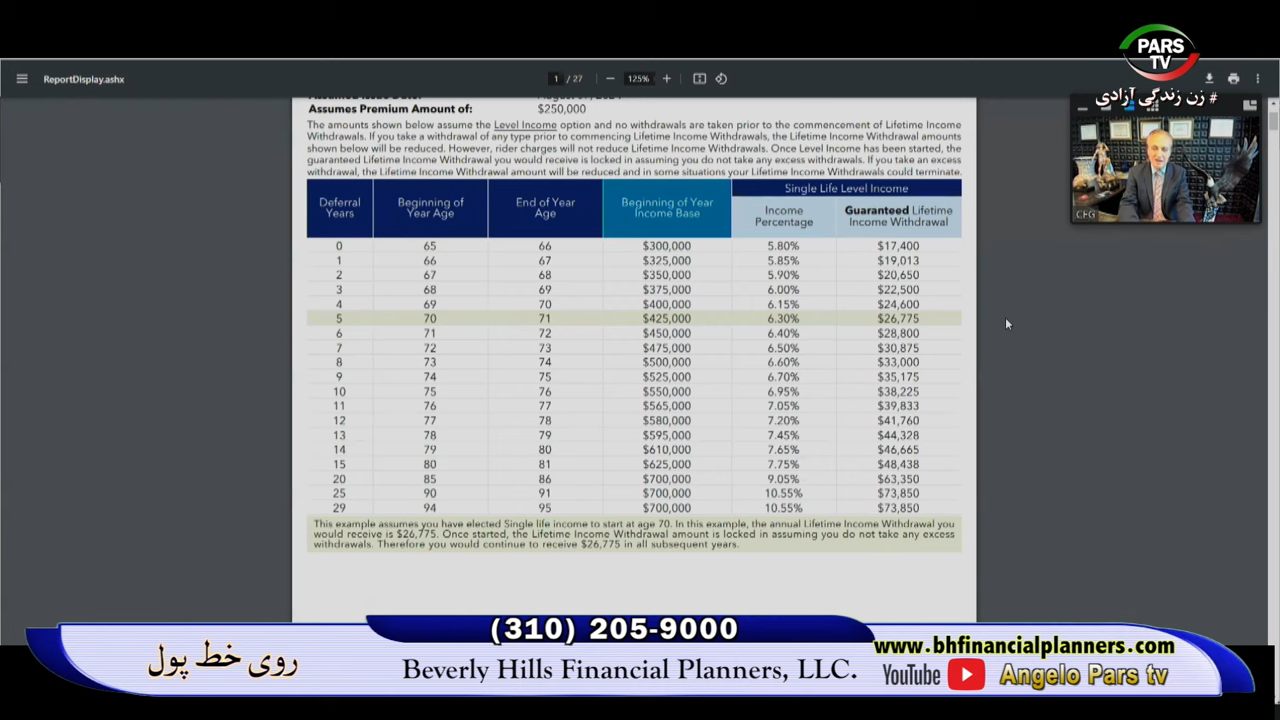 PARS
TV
# زن زندگی آزادی
ReportDisplay.ashx
1 / 27
125%
Assumes Premium Amount of: $250,000
The amounts shown below assume the Level Income option and no withdrawals are taken prior to the commencement of Lifetime Income
Withdrawals. If you take a withdrawal of any type prior to commencing Lifetime Income Withdrawals, the Lifetime Income Withdrawal amounts
shown below will be reduced. However, rider charges will not reduce Lifetime Income Withdrawals. Once Level Income has been started, the
guaranteed Lifetime Income Withdrawal you would receive is locked in assuming you do not take any excess withdrawals. If you take an excess
withdrawal, the Lifetime Income Withdrawal amount will be reduced and in some situations your Lifetime Income Withdrawals could terminate.
CFG
Single Life Level Income
Deferral Years Beginning of Year Age End of Year Age Beginning of Year Income Base Income Percentage Guaranteed Lifetime Income Withdrawal
0 65 66 $300,000 5.80% $17,400
1 66 67 $325,000 5.85% $19,013
2 67 68 $350,000 5.90% $20,650
3 68 69 $375,000 6.00% $22,500
4 69 70 $400,000 6.15% $24,600
5 70 71 $425,000 6.30% $26,775
6 71 72 $450,000 6.40% $28,800
7 72 73 $475,000 6.50% $30,875
8 73 74 $500,000 6.60% $33,000
9 74 75 $525,000 6.70% $35,175
10 75 76 $550,000 6.95% $38,225
11 76 77 $565,000 7.05% $39,833
12 77 78 $580,000 7.20% $41,760
13 78 79 $595,000 7.45% $44,328
14 79 80 $610,000 7.65% $46,665
15 80 81 $625,000 7.75% $48,438
20 85 86 $700,000 9.05% $63,350
25 90 91 $700,000 10.55% $73,850
29 94 95 $700,000 10.55% $73,850
This example assumes you have elected Single life income to start at age 70. In this example, the annual Lifetime Income Withdrawal you
would receive is $26,775. Once started, the Lifetime Income Withdrawal amount is locked in assuming you do not take any excess
withdrawals. Therefore you would continue to receive $26,775 in all subsequent years.
(310) 205-9000
روی خط پول
Beverly Hills Financial Planners, LLC.
www.bhfinancialplanners.com
YouTube Angelo Pars tv